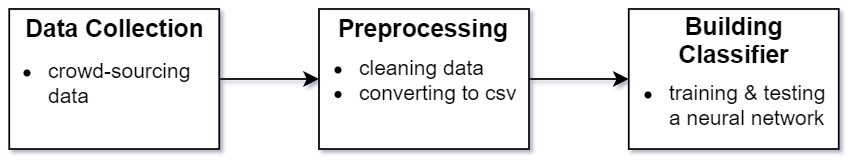 Data Collection
• crowd-sourcing
data
Preprocessing
• cleaning data
• converting to csv
Building
Classifier
• training & testing
a neural network